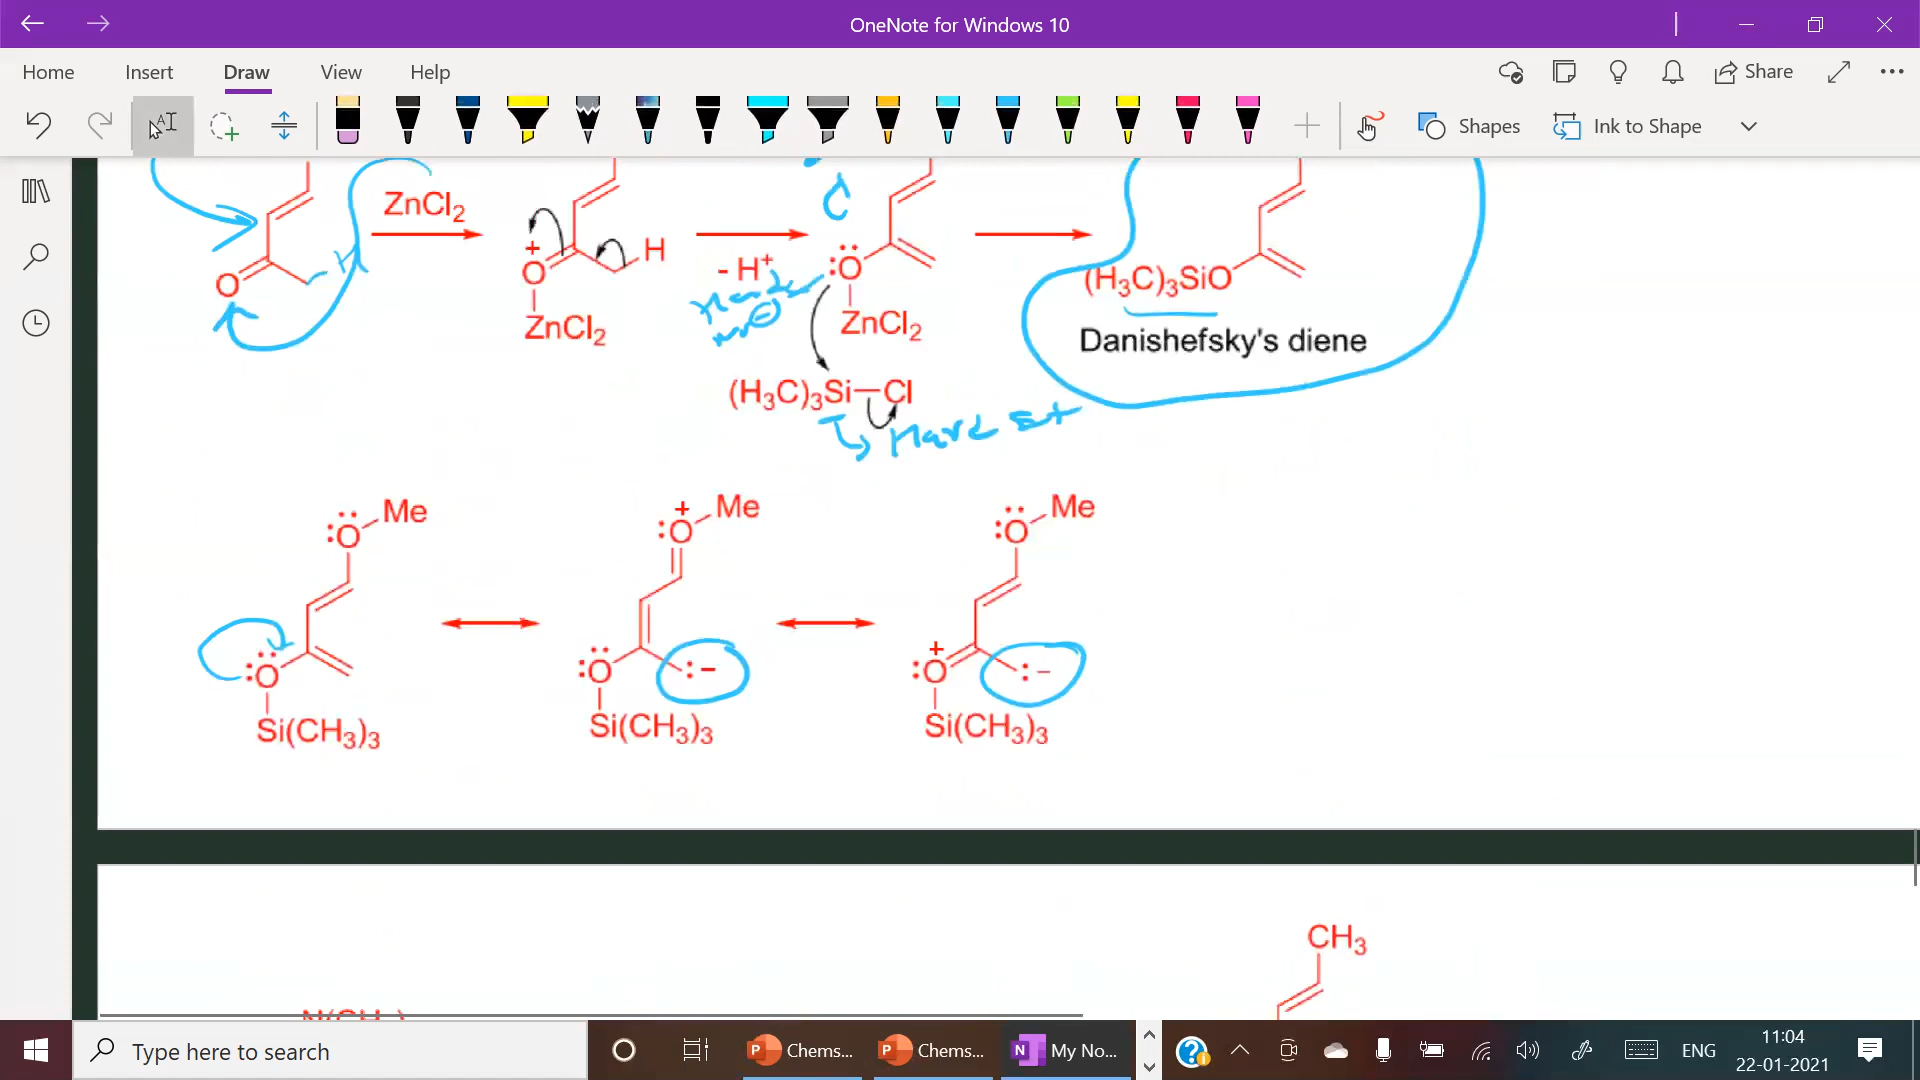 OneNote for Windows 10
Home Insert Draw View Help
Share
Shapes Ink to Shape
ZnCl2
O H
+ O ZnCl2 H
- H+
Hard
:O: ZnCl2
(H3C)3Si—Cl
Hard
(H3C)3SiO
Danishefsky's diene
:O Me
:O Si(CH3)3
+ :O Me
:O Si(CH3)3 : -
:O Me
+ :O Si(CH3)3 : -
CH3
Type here to search
Chems... Chems... My No...
ENG
11:04
22-01-2021